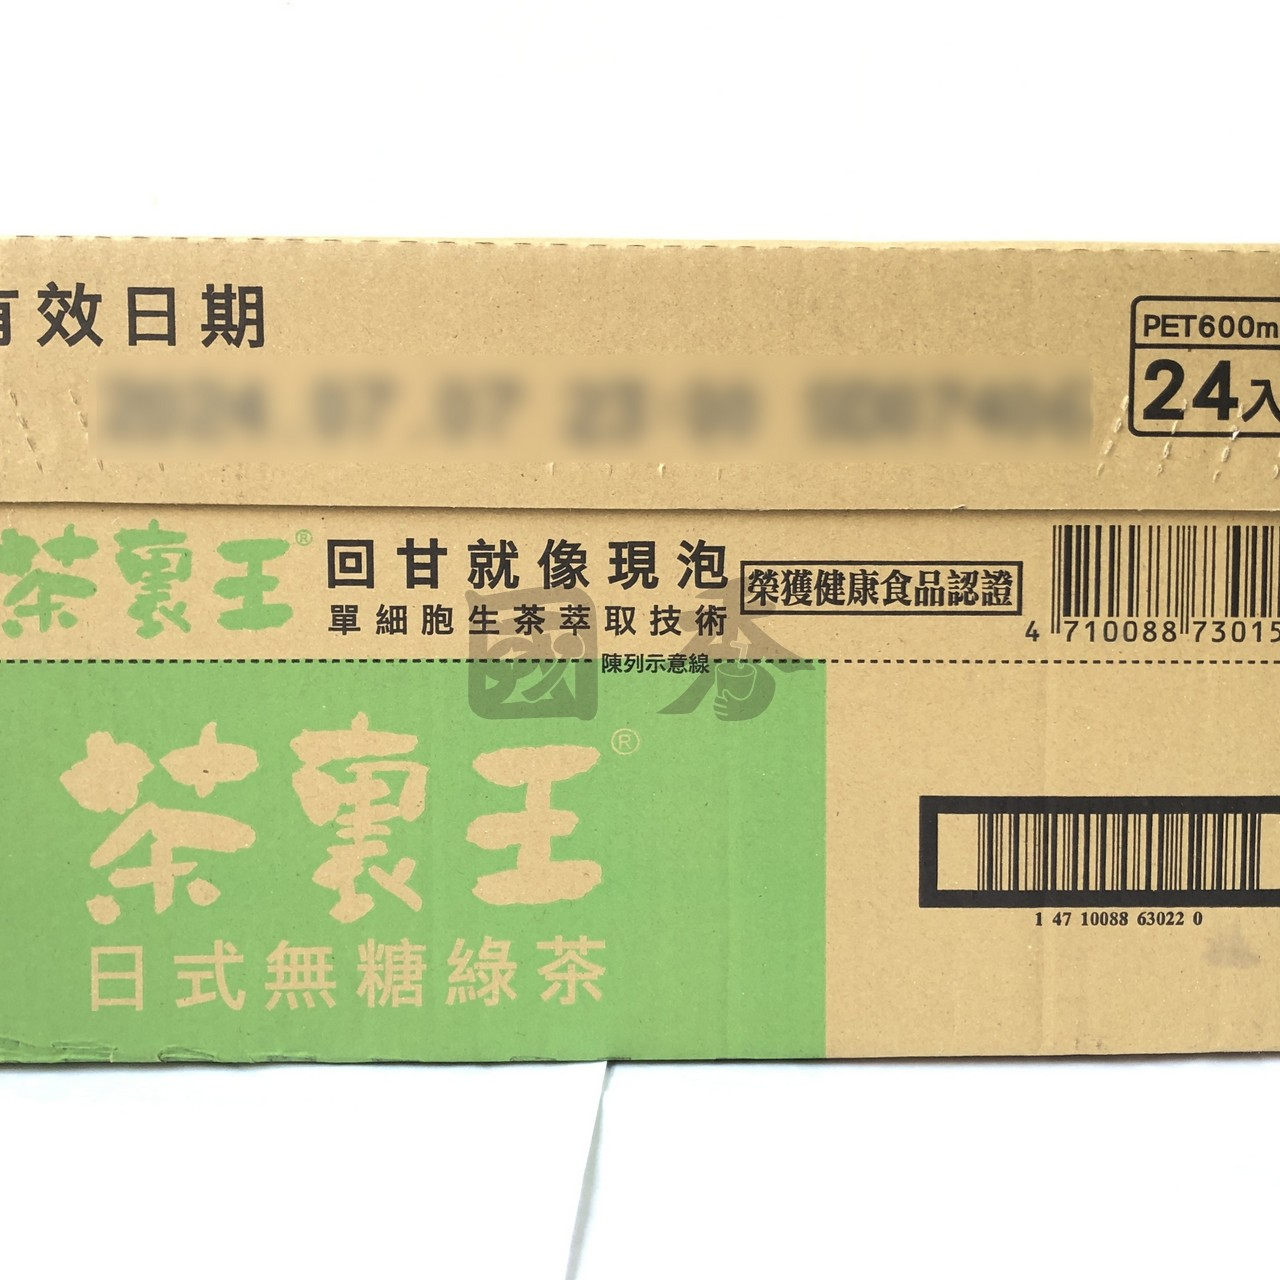 有效日期
PET600m
24入
茶裏王®
回甘就像現泡
單細胞生茶萃取技術
榮獲健康食品認證
4 710088 73015
陳列示意線
國秀
茶裏王®
日式無糖綠茶
1 47 10088 63022 0